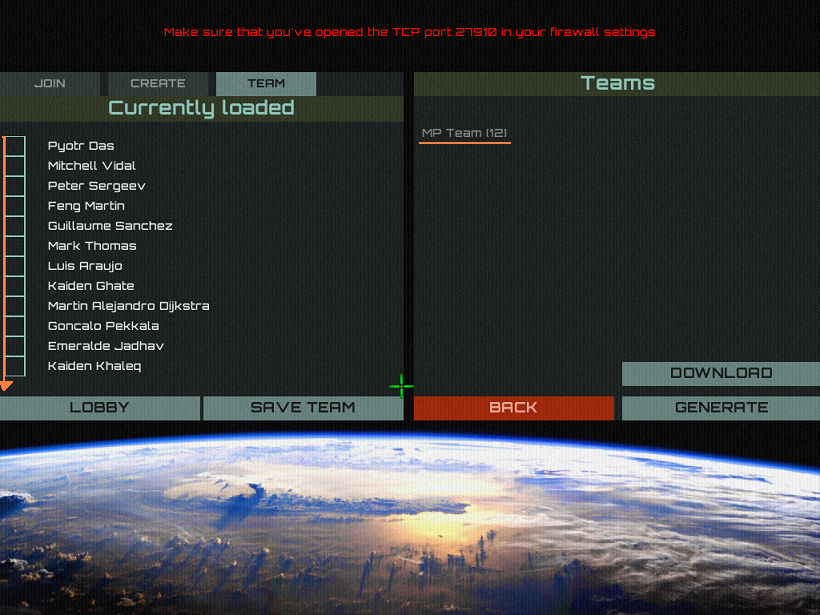 Make sure that you've opened the TCP port 27910 in your firewall settings
JOIN
CREATE
TEAM
Currently loaded
Pyotr Das
Mitchell Vidal
Peter Sergeev
Feng Martin
Guillaume Sanchez
Mark Thomas
Luis Araujo
Kaiden Ghate
Martin Alejandro Dijkstra
Goncalo Pekkala
Emeralde Jadhav
Kaiden Khaleq
LOBBY
SAVE TEAM
Teams
MP Team (12)
DOWNLOAD
BACK
GENERATE